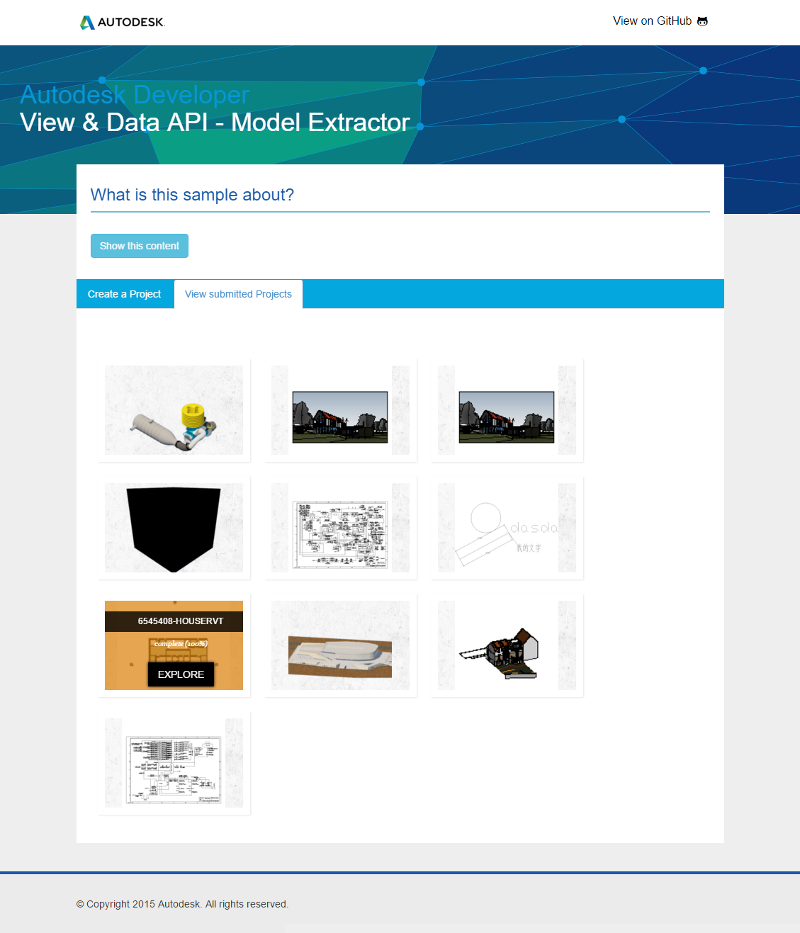 AUTODESK.
View on GitHub
Autodesk Developer
View & Data API - Model Extractor
What is this sample about?
Show this content
Create a Project
View submitted Projects
ola sola
我的文字
6545408-HOUSERVT
complete (100%)
EXPLORE
© Copyright 2015 Autodesk. All rights reserved.